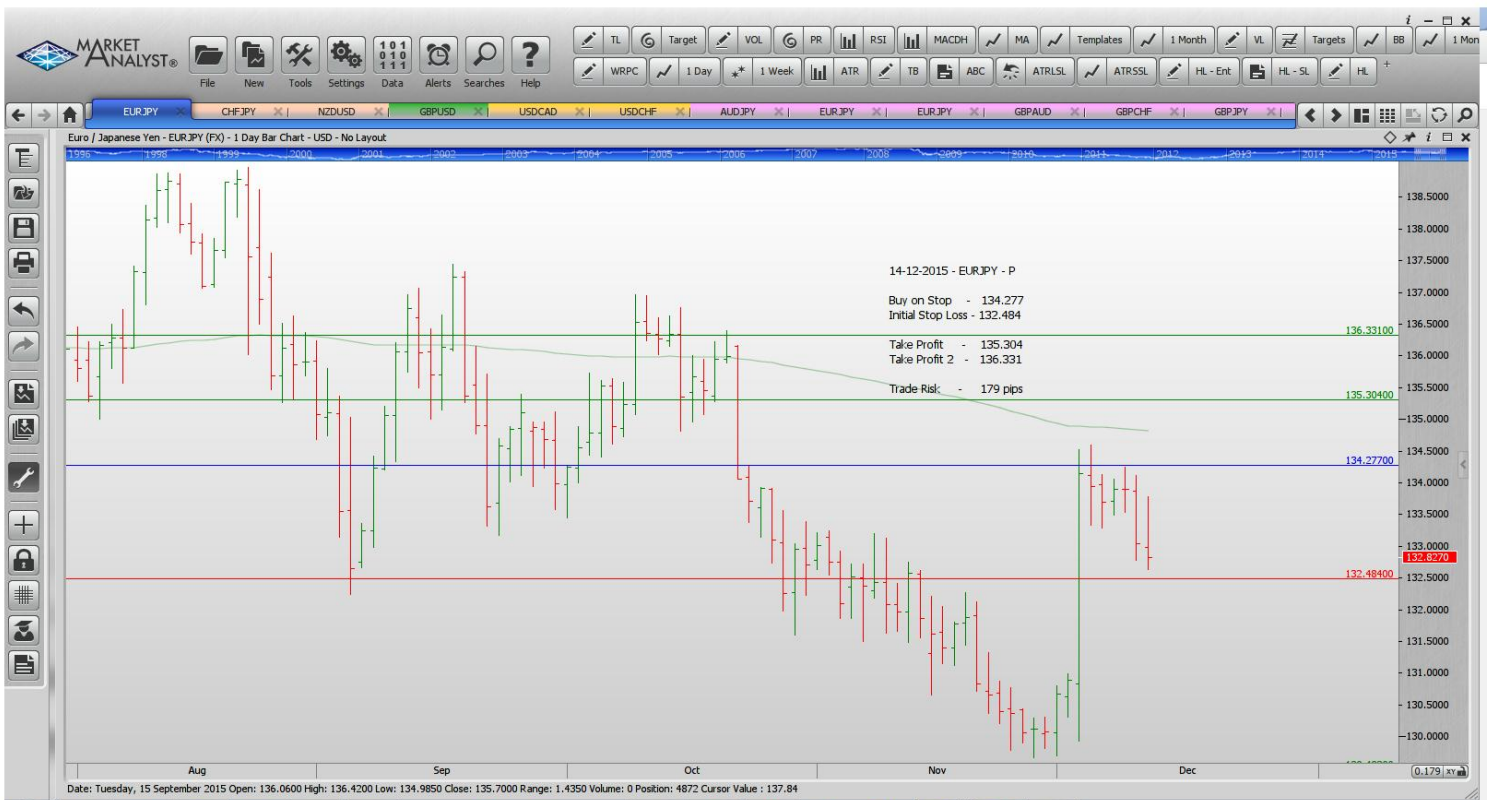 MARKET
ANALYST®
File New Tools Settings Data Alerts Searches Help
TL Target VOL PR RSI MACDH MA Templates 1 Month VL Targets BB 1 Mon
WRPC 1 Day 1 Week ATR TB ABC ATRLSL ATRSSL HL - Ent HL - SL HL +
EURJPY CHFJPY NZDUSD GBPUSD USDCAD USDCHF AUDJPY EURJPY EURJPY GBPAUD GBPCHF GBPJPY
Euro / Japanese Yen - EURJPY (FX) - 1 Day Bar Chart - USD - No Layout
1996 1998 1999 2000 2001 2002 2003 2004 2005 2006 2007 2008 2009 2010 2011 2012 2013 2014 2015
138.5000
138.0000
14-12-2015 - EURJPY - P
137.5000
Buy on Stop - 134.277
137.0000
Initial Stop Loss - 132.484
136.5000
136.33100
Take Profit - 135.304
136.0000
Take Profit 2 - 136.331
135.5000
Trade Risk - 179 pips
135.30400
135.0000
134.5000
134.27700
134.0000
133.5000
133.0000
132.8270
132.48400
132.5000
132.0000
131.5000
131.0000
130.5000
130.0000
Aug Sep Oct Nov Dec
0.179 XY
Date: Tuesday, 15 September 2015 Open: 136.0600 High: 136.4200 Low: 134.9850 Close: 135.7000 Range: 1.4350 Volume: 0 Position: 4872 Cursor Value : 137.84